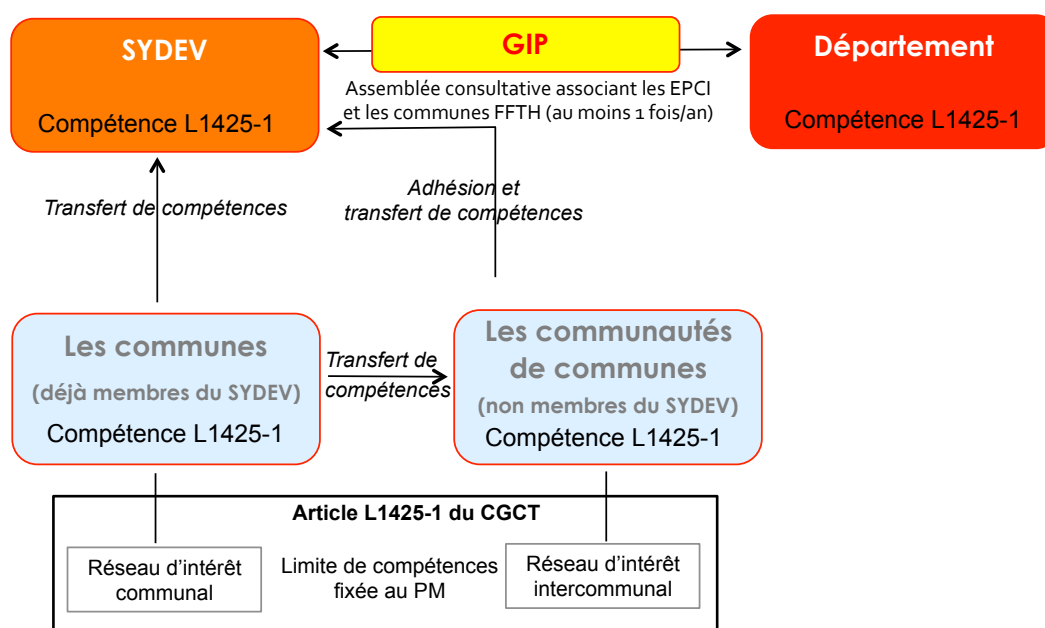 SYDEV
Compétence L1425-1
GIP
Assemblée consultative associant les EPCI
et les communes FFTH (au moins 1 fois/an)
Département
Compétence L1425-1
Transfert de compétences
Adhésion et
transfert de compétences
Les communes
(déjà membres du SYDEV)
Compétence L1425-1
Transfert de
compétences
Les communautés
de communes
(non membres du SYDEV)
Compétence L1425-1
Article L1425-1 du CGCT
Réseau d'intérêt
communal
Limite de compétences
fixée au PM
Réseau d'intérêt
intercommunal